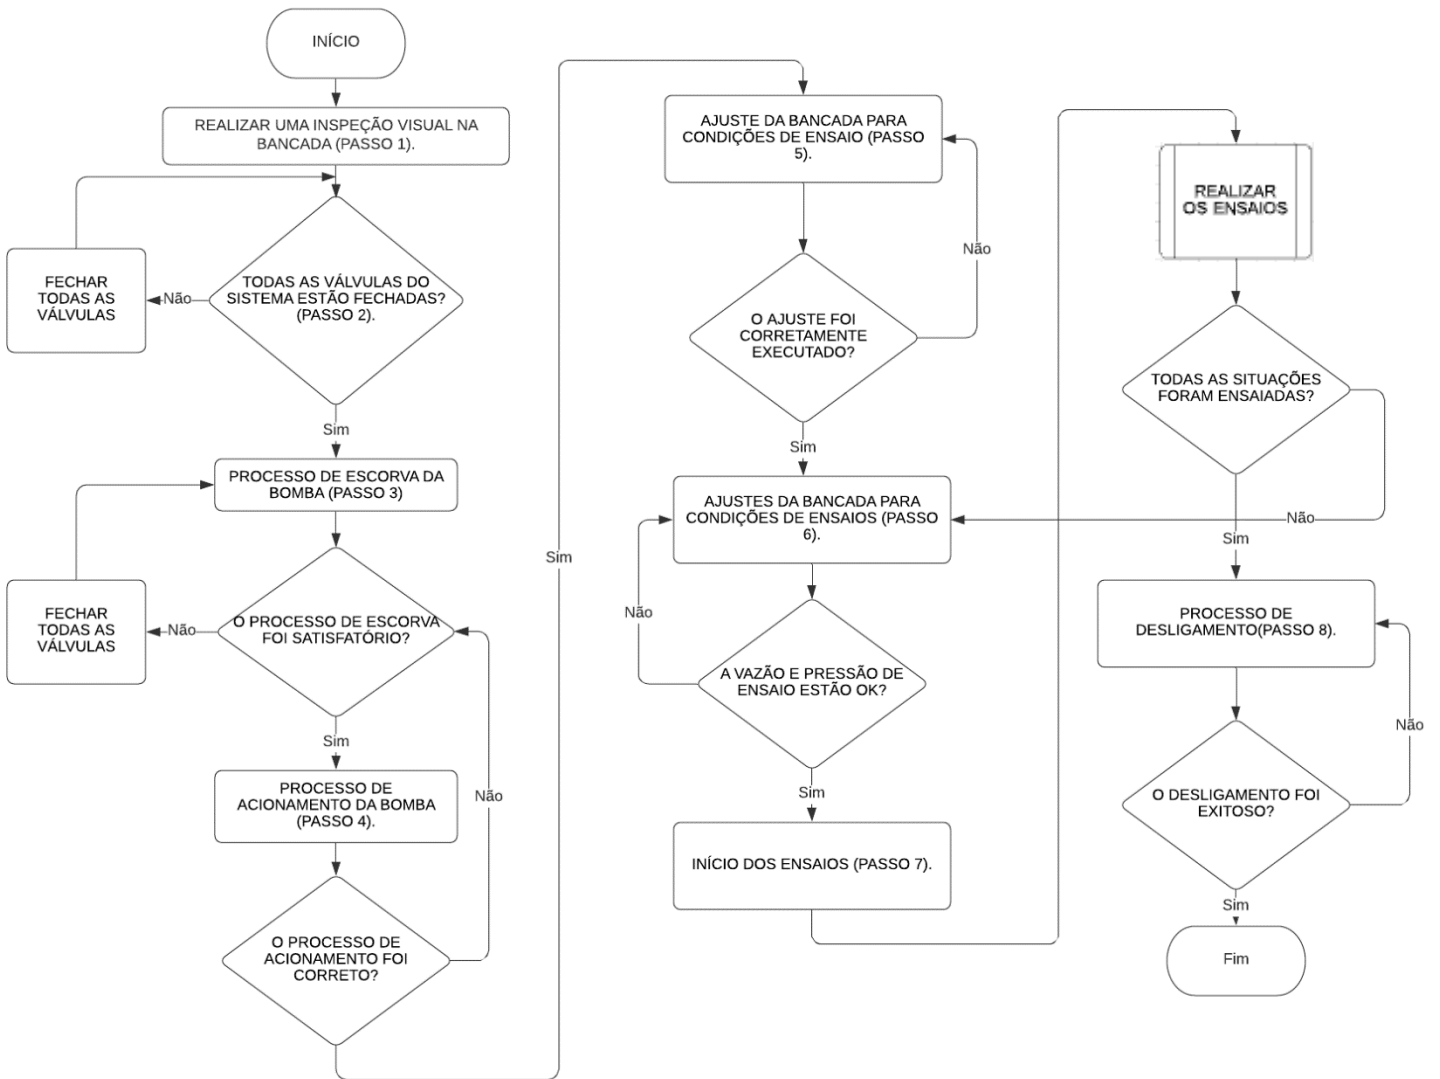 INÍCIO
REALIZAR UMA INSPEÇÃO VISUAL NA
BANCADA (PASSO 1).
TODAS AS VÁLVULAS DO
SISTEMA ESTÃO FECHADAS?
(PASSO 2).
Não
FECHAR
TODAS AS
VÁLVULAS
Sim
PROCESSO DE ESCORVA DA
BOMBA (PASSO 3)
O PROCESSO DE ESCORVA
FOI SATISFATÓRIO?
Não
FECHAR
TODAS AS
VÁLVULAS
Sim
PROCESSO DE
ACIONAMENTO DA BOMBA
(PASSO 4).
Não
O PROCESSO DE
ACIONAMENTO FOI
CORRETO?
Sim
AJUSTE DA BANCADA PARA
CONDIÇÕES DE ENSAIO (PASSO
5).
Não
O AJUSTE FOI
CORRETAMENTE
EXECUTADO?
Sim
AJUSTES DA BANCADA PARA
CONDIÇÕES DE ENSAIOS (PASSO
6).
Não
A VAZÃO E PRESSÃO DE
ENSAIO ESTÃO OK?
Sim
INÍCIO DOS ENSAIOS (PASSO 7).
REALIZAR
OS ENSAIOS
TODAS AS SITUAÇÕES
FORAM ENSAIADAS?
Não
Sim
PROCESSO DE
DESLIGAMENTO(PASSO 8).
Não
O DESLIGAMENTO FOI
EXITOSO?
Sim
Fim